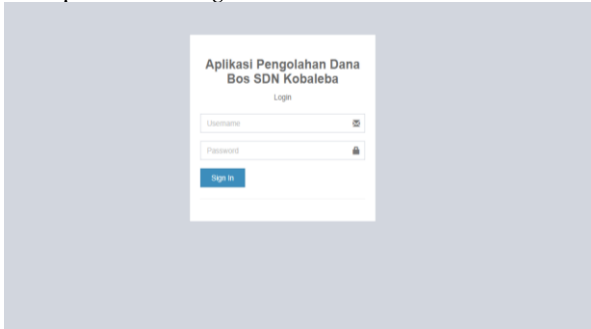 Aplikasi Pengolahan Dana
Bos SDN Kobaleba
Login
Username
Password
Sign In